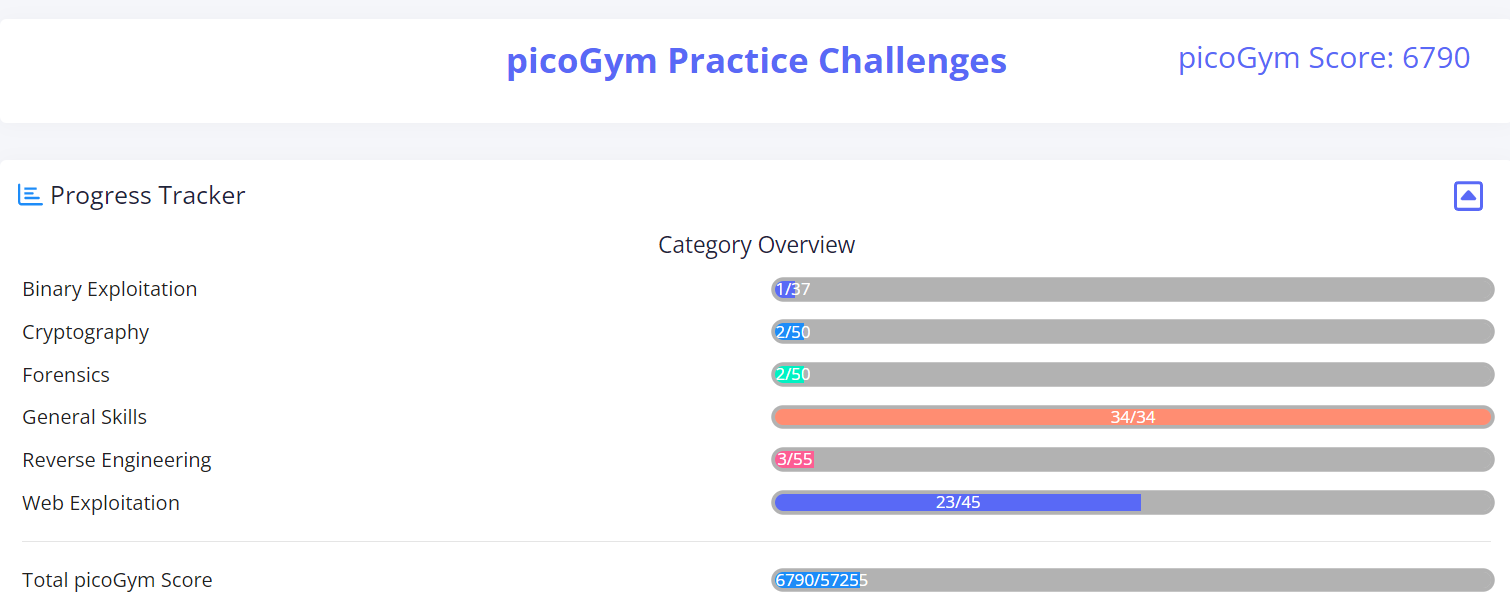 picoGym Practice Challenges
picoGym Score: 6790
Progress Tracker
Category Overview
Binary Exploitation 1/37
Cryptography 2/50
Forensics 2/50
General Skills 34/34
Reverse Engineering 3/55
Web Exploitation 23/45
Total picoGym Score 6790/57255